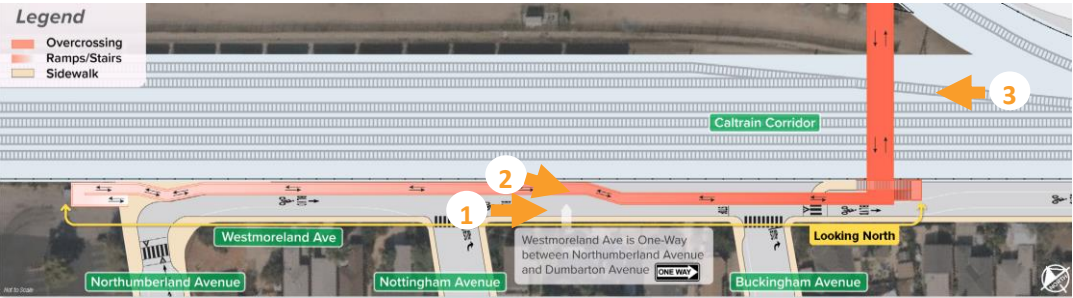 Legend
Overcrossing
Ramps/Stairs
Sidewalk
3
Caltrain Corridor
2
1
STOP
Westmoreland Ave
Looking North
Westmoreland Ave is One-Way
between Northumberland Avenue
and Dumbarton Avenue
ONE WAY
Northumberland Avenue
Nottingham Avenue
Buckingham Avenue
Not to Scale